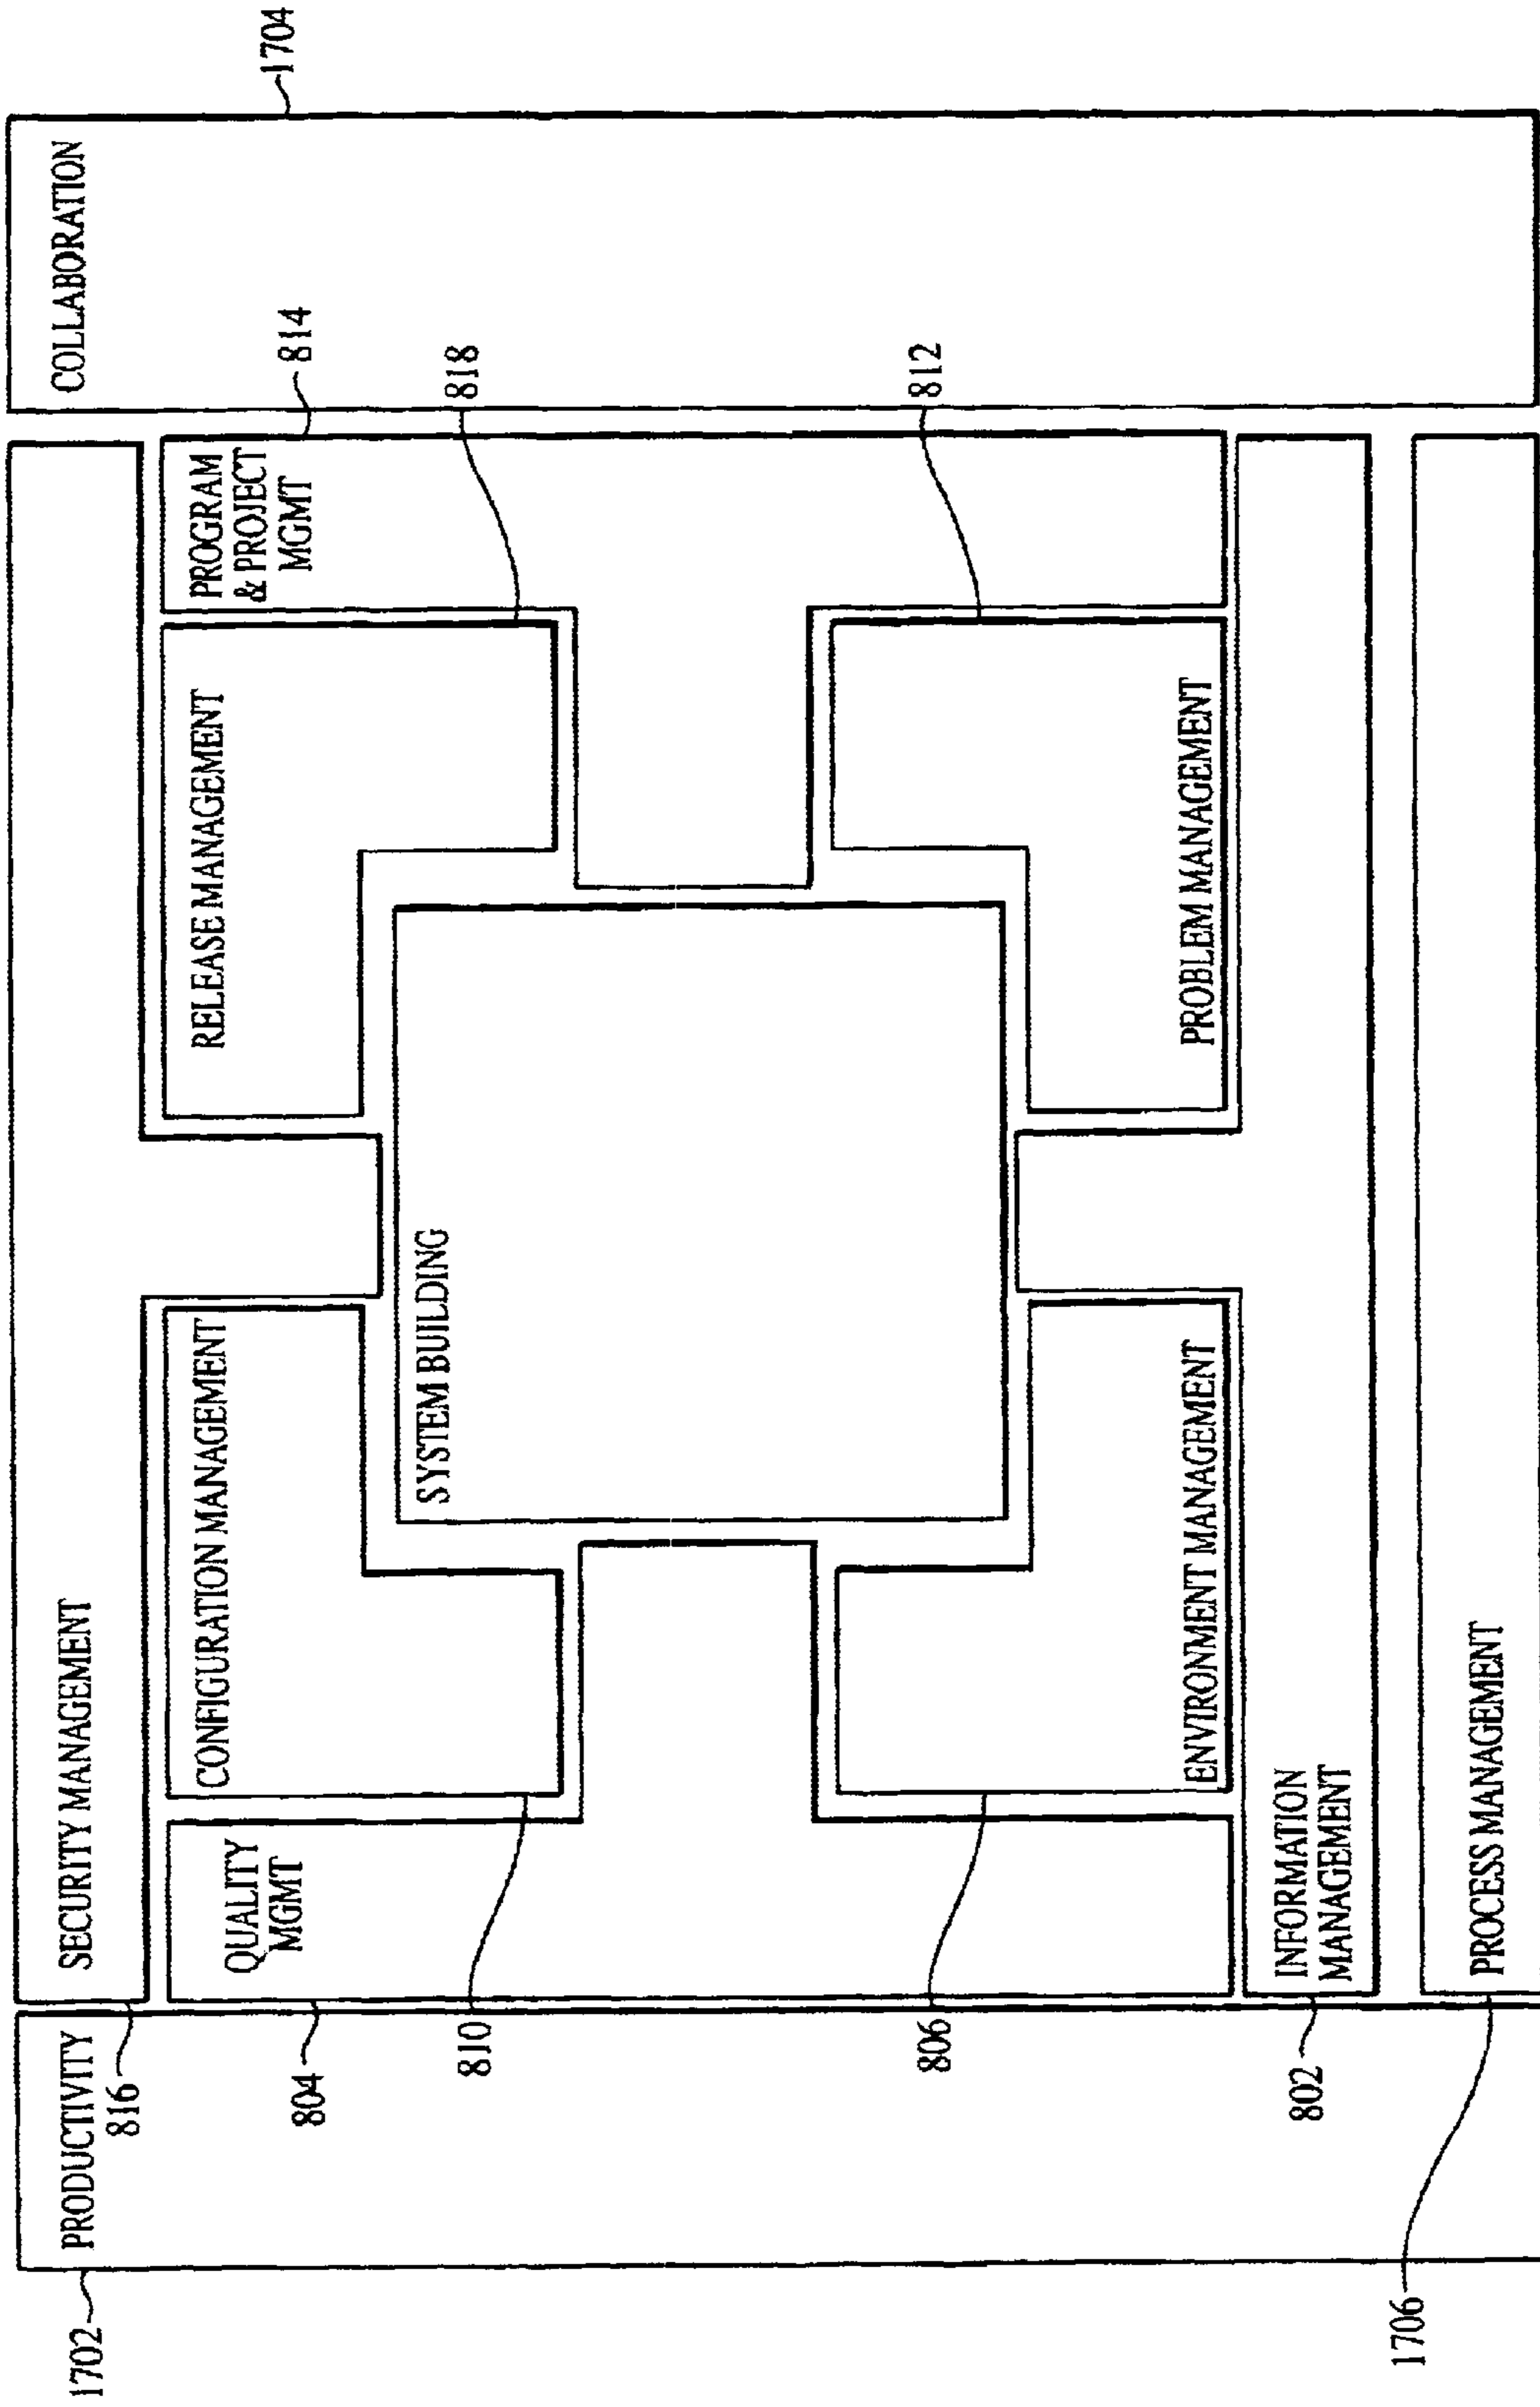 1702
PRODUCTIVITY
816
SECURITY MANAGEMENT
COLLABORATION
1704
804
QUALITY
MGMT
810
CONFIGURATION MANAGEMENT
RELEASE MANAGEMENT
PROGRAM
& PROJECT
MGMT
814
818
SYSTEM BUILDING
806
ENVIRONMENT MANAGEMENT
PROBLEM MANAGEMENT
812
802
INFORMATION
MANAGEMENT
1706
PROCESS MANAGEMENT